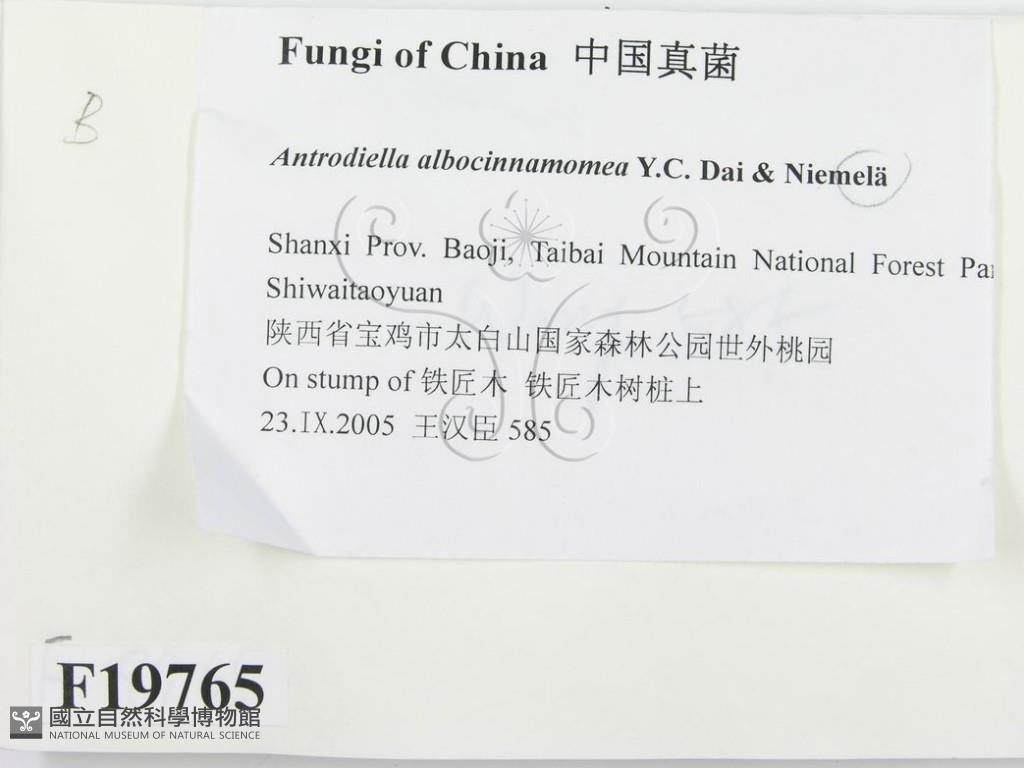 Fungi of China 中国真菌
B
Antrodiella albocinnamomea Y.C. Dai & Niemelä
Shanxi Prov. Baoji, Taibai Mountain National Forest Par
Shiwaitaoyuan
陕西省宝鸡市太白山国家森林公园世外桃园
On stump of 铁匠木 铁匠木树桩上
23.IX.2005 王汉臣 585
F19765
國立自然科學博物館
NATIONAL MUSEUM OF NATURAL SCIENCE